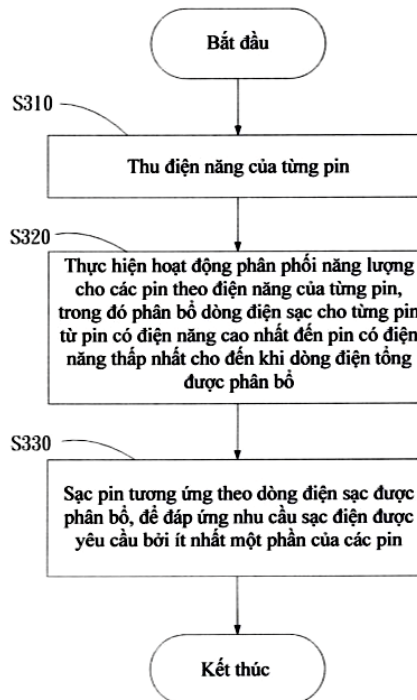 Bắt đầu
S310
Thu điện năng của từng pin
S320
Thực hiện hoạt động phân phối năng lượng
cho các pin theo điện năng của từng pin,
trong đó phân bổ dòng điện sạc cho từng pin
từ pin có điện năng cao nhất đến pin có điện
năng thấp nhất cho đến khi dòng điện tổng
được phân bổ
S330
Sạc pin tương ứng theo dòng điện sạc được
phân bổ, để đáp ứng nhu cầu sạc điện được
yêu cầu bởi ít nhất một phần của các pin
Kết thúc